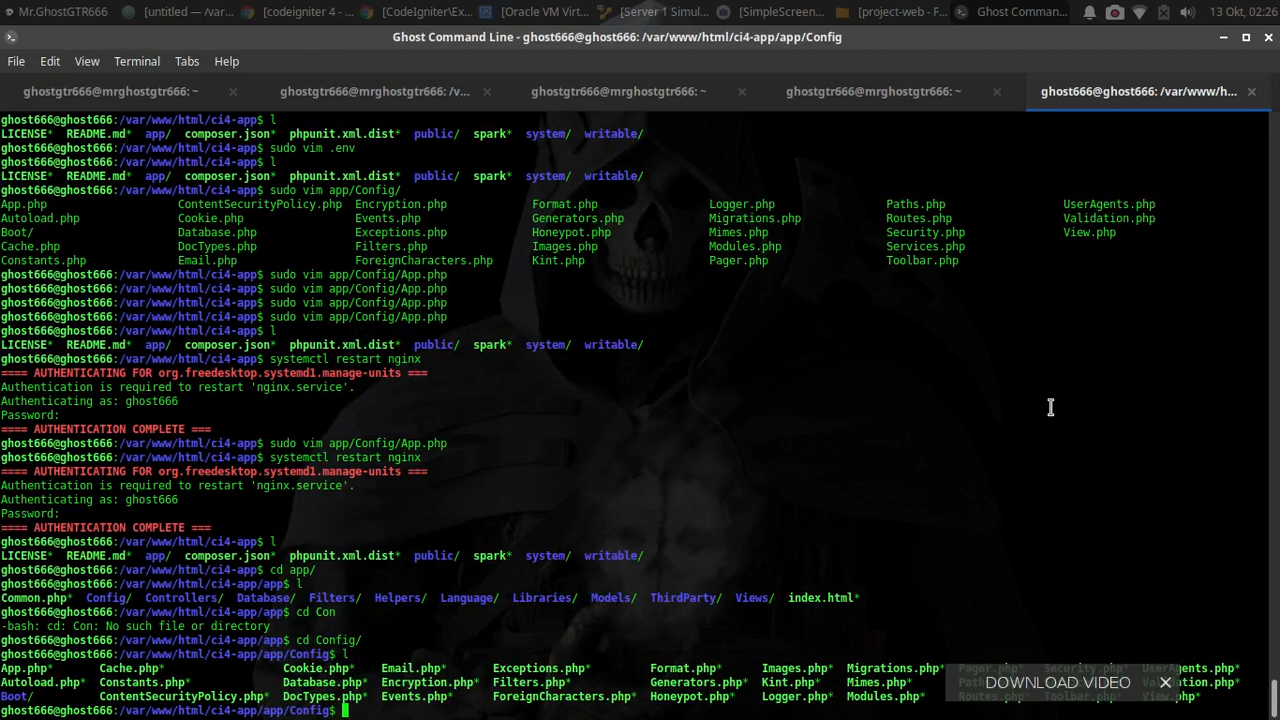 Mr.GhostGTR666 [untitled — /var... [codeigniter 4 - ... [CodeIgniter\Ex... [Oracle VM Virt... [Server 1 Simul... [SimpleScreen... [project-web - F... Ghost Comman... 13 Okt, 02:26
Ghost Command Line - ghost666@ghost666: /var/www/html/ci4-app/app/Config
File Edit View Terminal Tabs Help
ghostgtr666@mrghostgtr666: ~ ghostgtr666@mrghostgtr666: /v... ghostgtr666@mrghostgtr666: ~ ghostgtr666@mrghostgtr666: ~ ghost666@ghost666: /var/www/h...
ghost666@ghost666:/var/www/html/ci4-app$ l
LICENSE* README.md* app/ composer.json* phpunit.xml.dist* public/ spark* system/ writable/
ghost666@ghost666:/var/www/html/ci4-app$ sudo vim .env
ghost666@ghost666:/var/www/html/ci4-app$ l
LICENSE* README.md* app/ composer.json* phpunit.xml.dist* public/ spark* system/ writable/
ghost666@ghost666:/var/www/html/ci4-app$ sudo vim app/Config/
App.php ContentSecurityPolicy.php Encryption.php Format.php Logger.php Paths.php UserAgents.php
Autoload.php Cookie.php Events.php Generators.php Migrations.php Routes.php Validation.php
Boot/ Database.php Exceptions.php Honeypot.php Mimes.php Security.php View.php
Cache.php DocTypes.php Filters.php Images.php Modules.php Services.php
Constants.php Email.php ForeignCharacters.php Kint.php Pager.php Toolbar.php
ghost666@ghost666:/var/www/html/ci4-app$ sudo vim app/Config/App.php
ghost666@ghost666:/var/www/html/ci4-app$ sudo vim app/Config/App.php
ghost666@ghost666:/var/www/html/ci4-app$ sudo vim app/Config/App.php
ghost666@ghost666:/var/www/html/ci4-app$ sudo vim app/Config/App.php
ghost666@ghost666:/var/www/html/ci4-app$ l
LICENSE* README.md* app/ composer.json* phpunit.xml.dist* public/ spark* system/ writable/
ghost666@ghost666:/var/www/html/ci4-app$ systemctl restart nginx
==== AUTHENTICATING FOR org.freedesktop.systemd1.manage-units ===
Authentication is required to restart 'nginx.service'.
Authenticating as: ghost666
Password:
==== AUTHENTICATION COMPLETE ===
ghost666@ghost666:/var/www/html/ci4-app$ sudo vim app/Config/App.php
ghost666@ghost666:/var/www/html/ci4-app$ systemctl restart nginx
==== AUTHENTICATING FOR org.freedesktop.systemd1.manage-units ===
Authentication is required to restart 'nginx.service'.
Authenticating as: ghost666
Password:
==== AUTHENTICATION COMPLETE ===
ghost666@ghost666:/var/www/html/ci4-app$ l
LICENSE* README.md* app/ composer.json* phpunit.xml.dist* public/ spark* system/ writable/
ghost666@ghost666:/var/www/html/ci4-app$ cd app/
ghost666@ghost666:/var/www/html/ci4-app/app$ l
Common.php* Config/ Controllers/ Database/ Filters/ Helpers/ Language/ Libraries/ Models/ ThirdParty/ Views/ index.html*
ghost666@ghost666:/var/www/html/ci4-app/app$ cd Con
-bash: cd: Con: No such file or directory
ghost666@ghost666:/var/www/html/ci4-app/app$ cd Config/
ghost666@ghost666:/var/www/html/ci4-app/app/Config$ l
App.php* Cache.php* Cookie.php* Email.php* Exceptions.php* Format.php* Images.php* Migrations.php* Pager.php* Security.php* UserAgents.php*
Autoload.php* Constants.php* Database.php* Encryption.php* Filters.php* Generators.php* Kint.php* Mimes.php*
Boot/ ContentSecurityPolicy.php* DocTypes.php* Events.php* ForeignCharacters.php* Honeypot.php* Logger.php* Modules.php* Routes.php* Toolbar.php* View.php*
ghost666@ghost666:/var/www/html/ci4-app/app/Config$
DOWNLOAD VIDEO